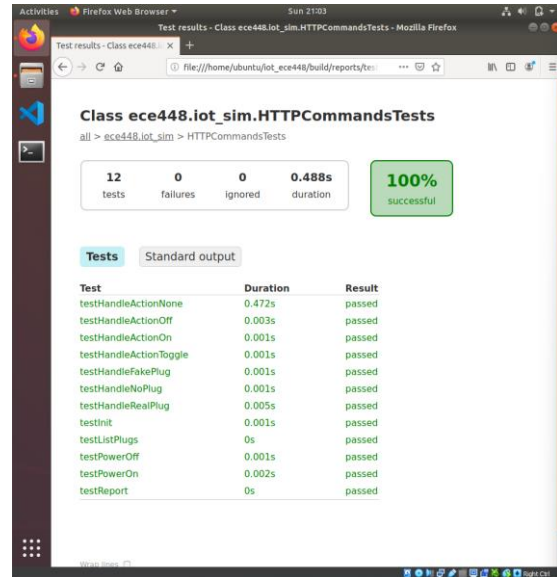 Activities Firefox Web Browser Sun 21:03
Test results - Class ece448.iot_sim.HTTPCommandsTests - Mozilla Firefox
Test results - Class ece448.i
file:///home/ubuntu/iot_ece448/build/reports/tes
Class ece448.iot_sim.HTTPCommandsTests
all > ece448.iot_sim > HTTPCommandsTests
12 0 0 0.488s 100%
tests failures ignored duration successful
Tests Standard output
Test Duration Result
testHandleActionNone 0.472s passed
testHandleActionOff 0.003s passed
testHandleActionOn 0.001s passed
testHandleActionToggle 0.001s passed
testHandleFakePlug 0.001s passed
testHandleNoPlug 0.001s passed
testHandleRealPlug 0.005s passed
testInit 0.001s passed
testListPlugs 0s passed
testPowerOff 0.001s passed
testPowerOn 0.002s passed
testReport 0s passed
Wrap lines
Right Ctrl